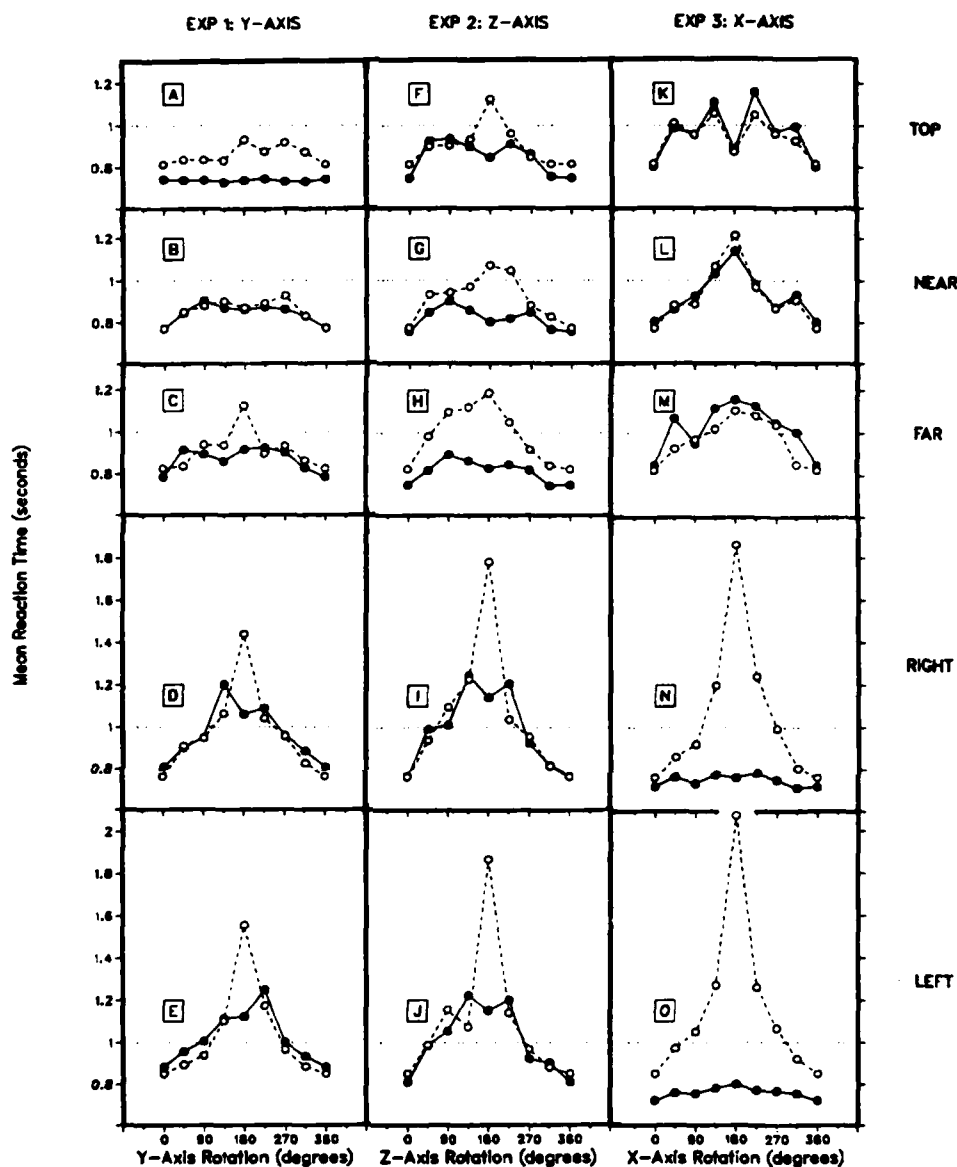 EXP 1: Y-AXIS EXP 2: Z-AXIS EXP 3: X-AXIS
A F K TOP
1.2
1
0.8
B G L NEAR
1.2
1
0.8
C H M FAR
1.2
1
0.8
Mean Reaction Time (seconds)
D I N RIGHT
1.8
1.6
1.4
1.2
1
0.8
E J O LEFT
2
1.8
1.6
1.4
1.2
1
0.8
0 90 180 270 360 0 90 180 270 360 0 90 180 270 360
Y-Axis Rotation (degrees) Z-Axis Rotation (degrees) X-Axis Rotation (degrees)